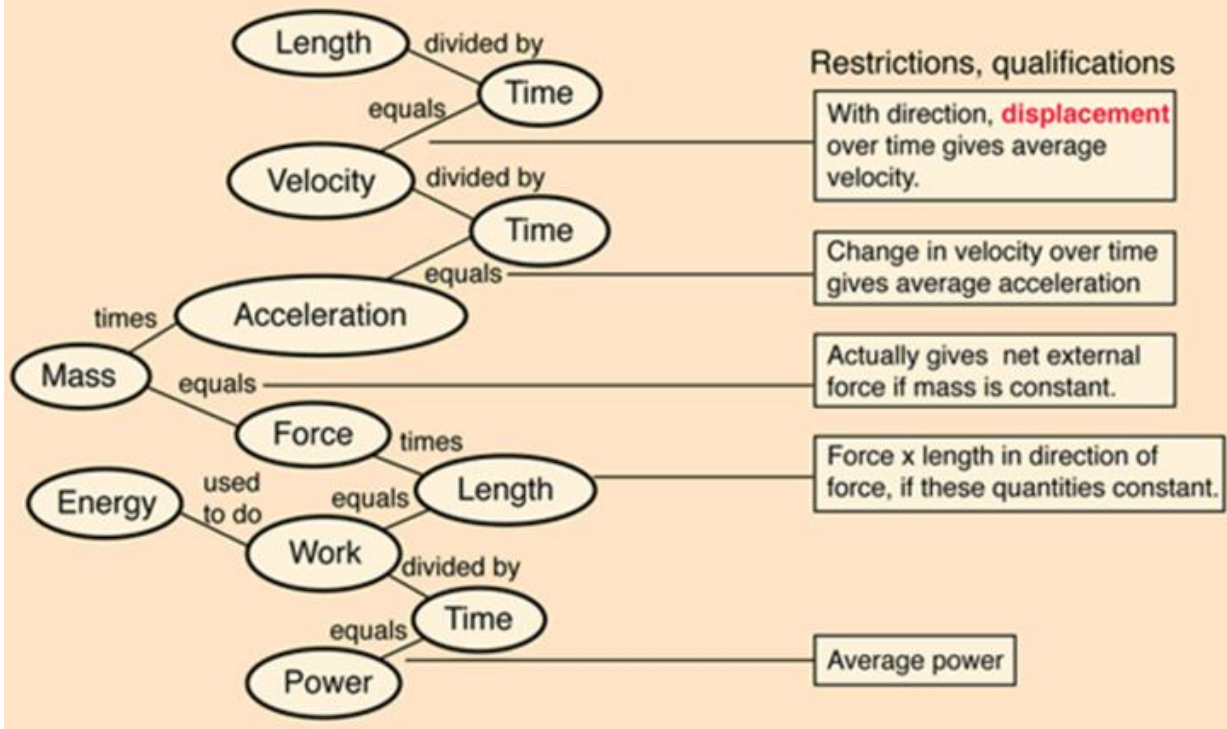 Length
divided by
Time
Restrictions, qualifications
equals
With direction, displacement
over time gives average
velocity.
Velocity
divided by
Time
equals
Change in velocity over time
gives average acceleration
Acceleration
times
Mass
equals
Actually gives net external
force if mass is constant.
Force
times
Length
Force x length in direction of
force, if these quantities constant.
equals
Energy
used
to do
Work
divided by
Time
equals
Power
Average power